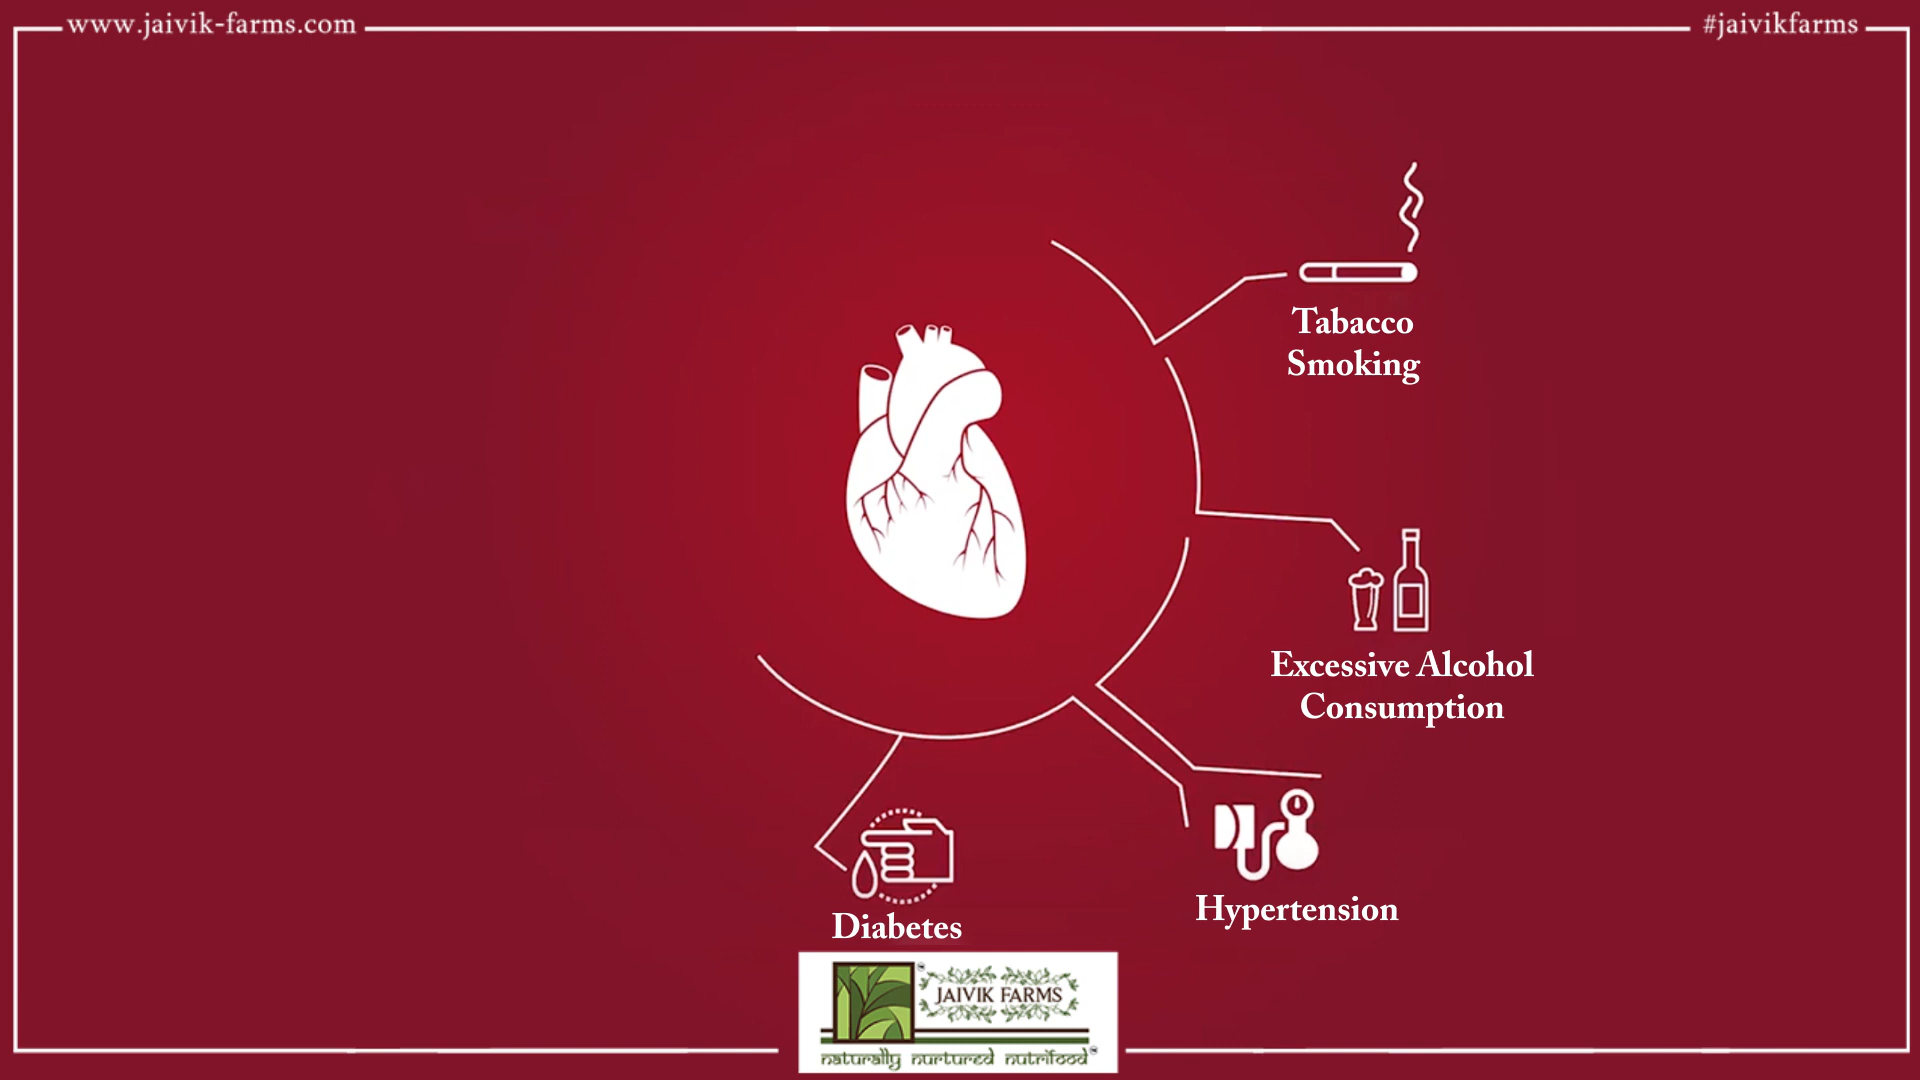 www.jaivik-farms.com
#jaivikfarms
Tabacco
Smoking
Excessive Alcohol
Consumption
Hypertension
Diabetes
JAIVIK FARMS
naturally nurtured nutrifood